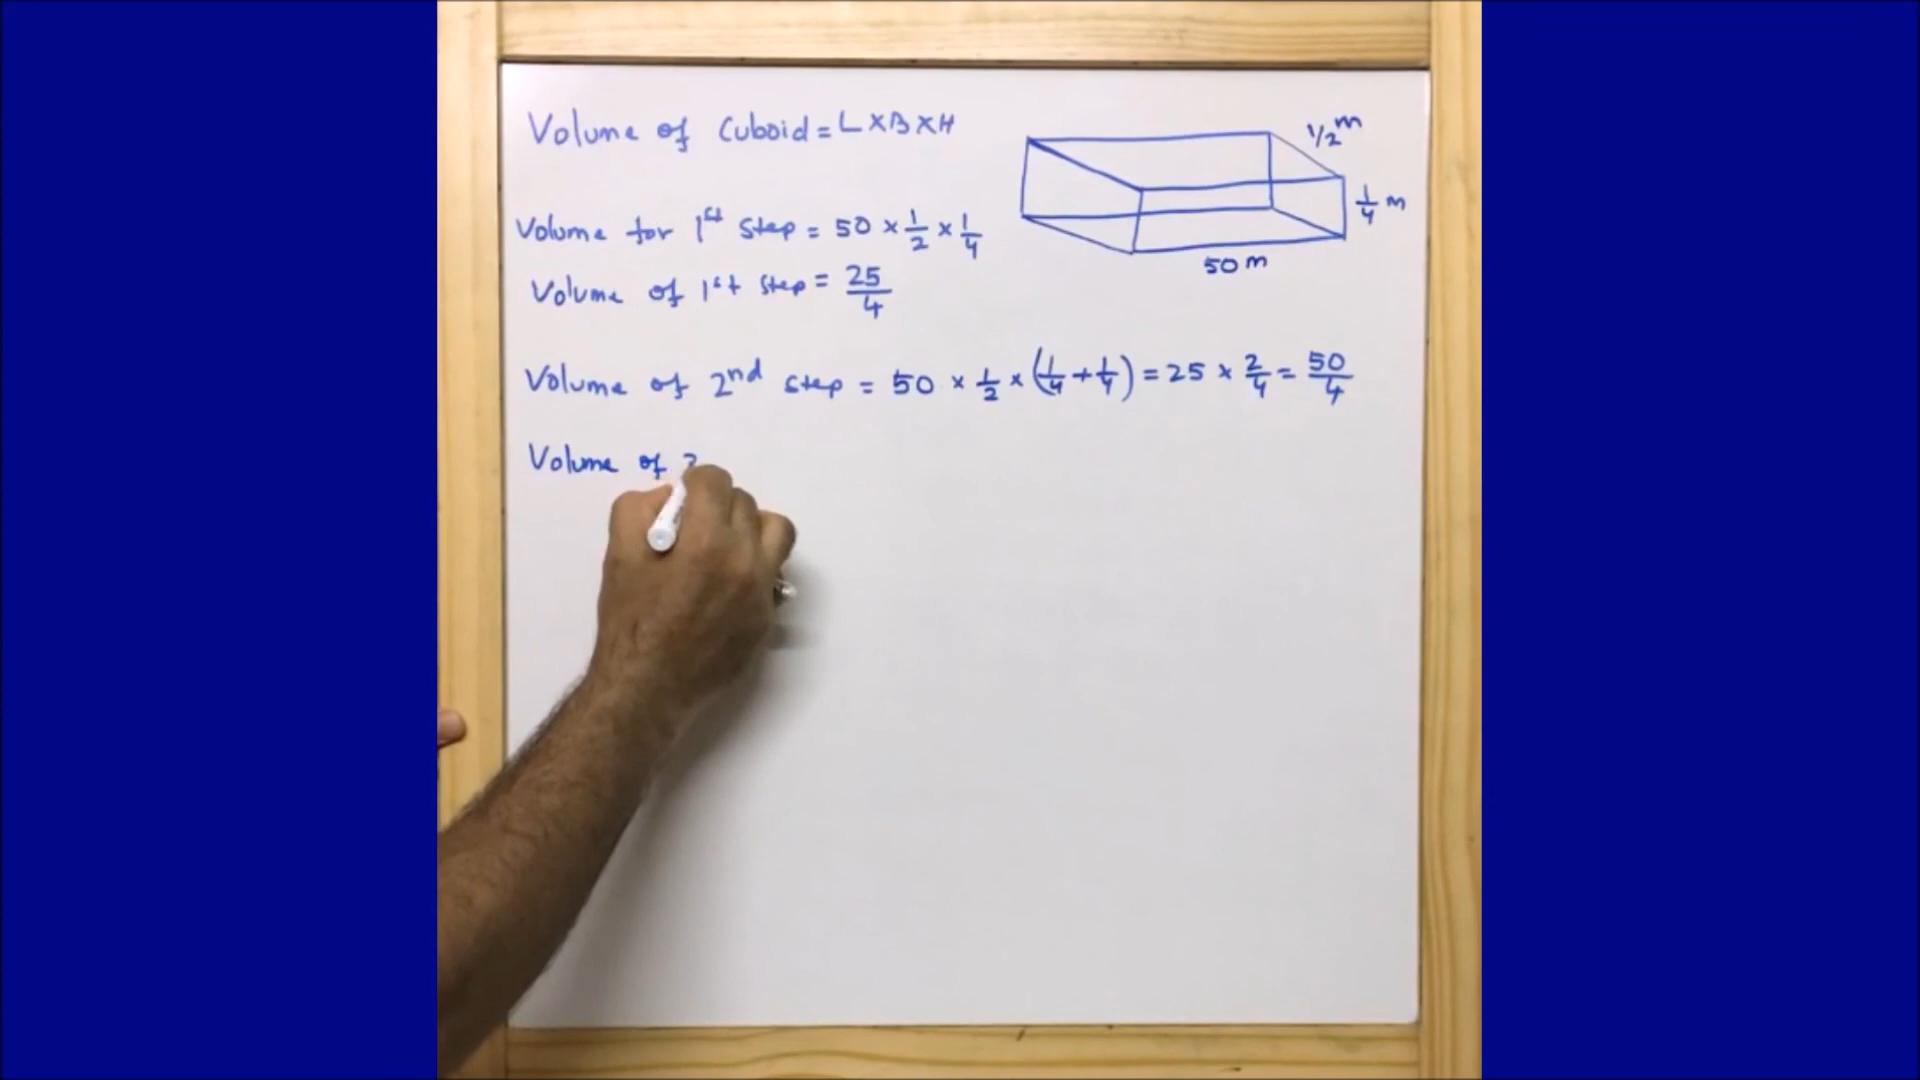 Volume of Cuboid = L × B × H
1/2 m
1/4 m
50 m
Volume for 1st Step = 50 × 1/2 × 1/4
Volume of 1st step = 25/4
Volume of 2nd step = 50 × 1/2 × (1/4 + 1/4) = 25 × 2/4 = 50/4
Volume of